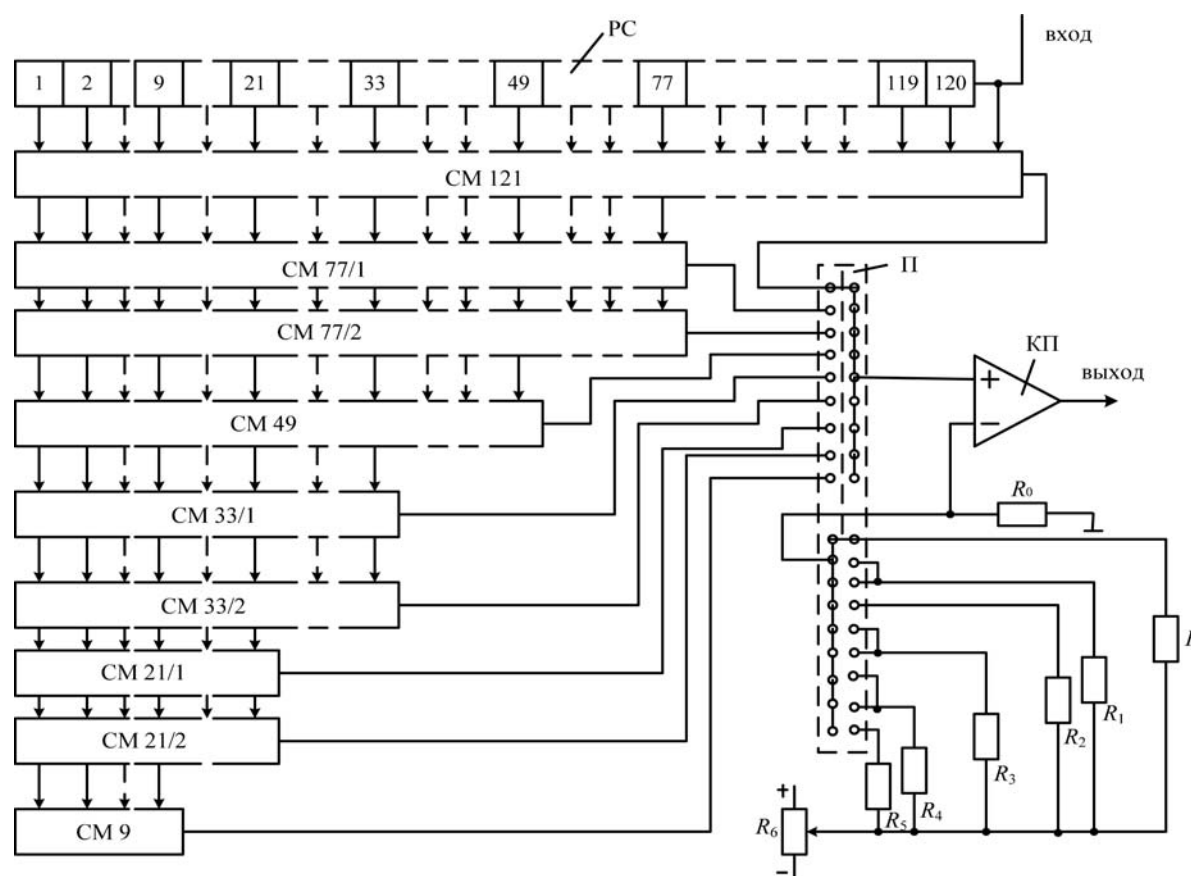 РС
вход
1 2 9 21 33 49 77 119 120
СМ 121
П
СМ 77/1
СМ 77/2
КП
выход
+
−
СМ 49
R0
СМ 33/1
СМ 33/2
СМ 21/1
R1
R2
СМ 21/2
R3
+
R4
R5
R6
−
СМ 9